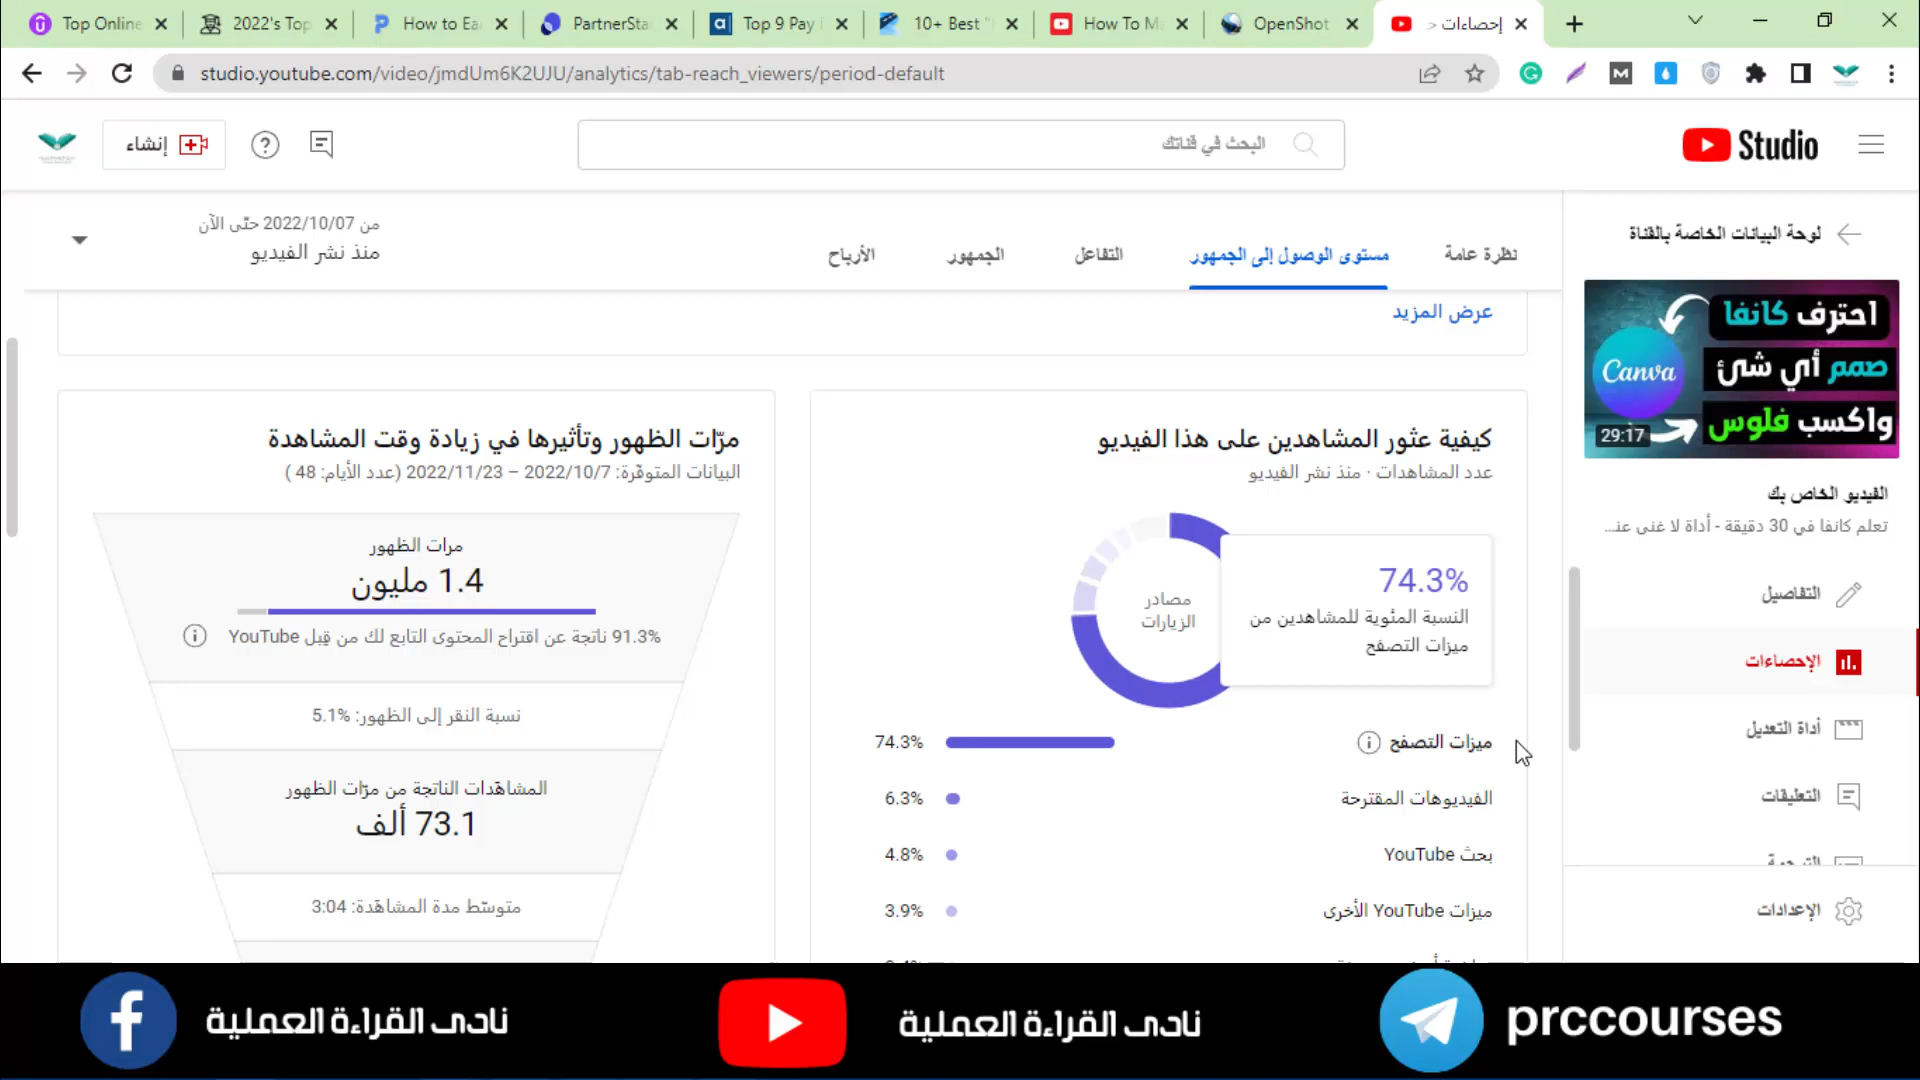 Top Online
2022's Top
How to Ea
PartnerSta
Top 9 Pay
10+ Best "
How To Ma
OpenShot
إحصاءات >
studio.youtube.com/video/jmdUm6K2UJU/analytics/tab-reach_viewers/period-default
Studio
البحث في قناتك
إنشاء
من 2022/10/07 حتّى الآن
منذ نشر الفيديو
نظرة عامة
مستوى الوصول إلى الجمهور
التفاعل
الجمهور
الأرباح
لوحة البيانات الخاصة بالقناة
عرض المزيد
احترف كانفا
صمم أي شئ
واكسب فلوس
Canva
29:17
الفيديو الخاص بك
تعلم كانفا في 30 دقيقة - أداة لا غنى عنـ...
التفاصيل
الإحصاءات
أداة التعديل
التعليقات
الإعدادات
كيفية عثور المشاهدين على هذا الفيديو
عدد المشاهدات · منذ نشر الفيديو
مصادر
الزيارات
74.3%
النسبة المئوية للمشاهدين من
ميزات التصفح
ميزات التصفح 74.3%
الفيديوهات المقترحة 6.3%
بحث YouTube 4.8%
ميزات YouTube الأخرى 3.9%
مرّات الظهور وتأثيرها في زيادة وقت المشاهدة
البيانات المتوفّرة: 2022/10/7 – 2022/11/23 (عدد الأيام: 48 )
مرات الظهور
1.4 مليون
91.3% ناتجة عن اقتراح المحتوى التابع لك من قِبل YouTube
نسبة النقر إلى الظهور: 5.1%
المشاهَدات الناتجة من مرّات الظهور
73.1 ألف
متوسّط مدة المشاهَدة: 3:04
نادى القراءة العملية
نادى القراءة العملية
prccourses